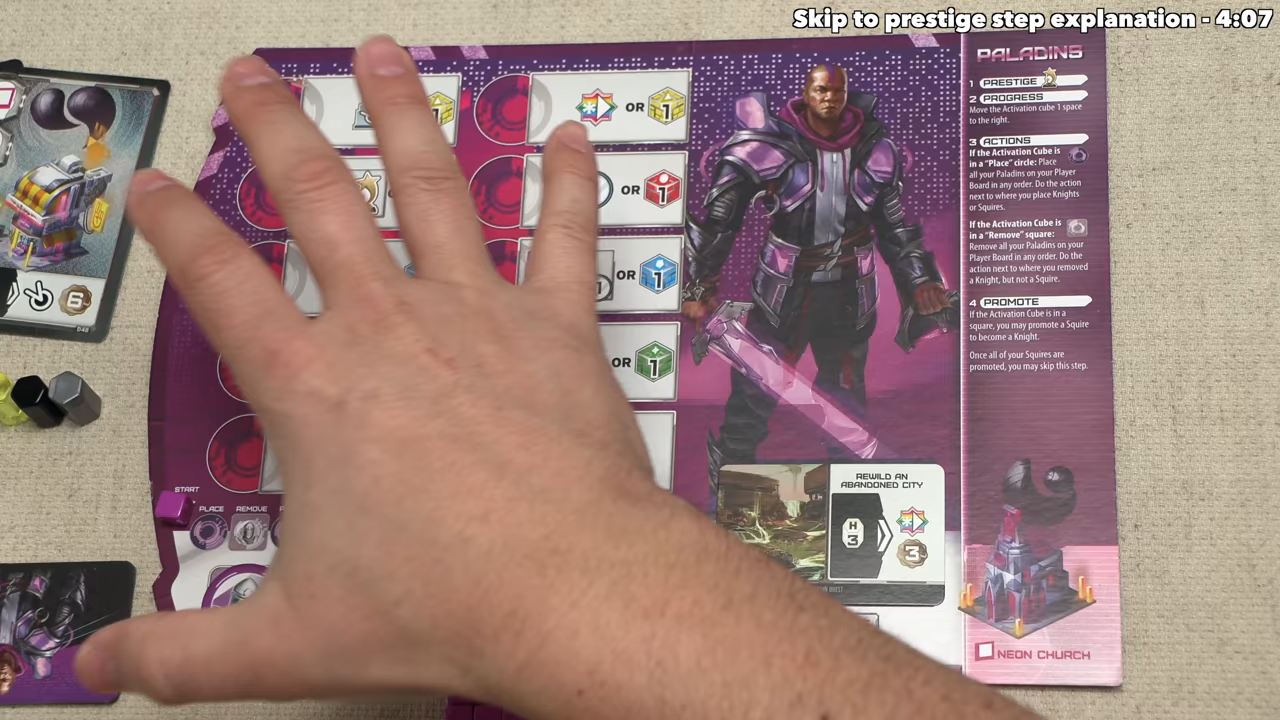 Skip to prestige step explanation - 4:07
PALADINS
1 PRESTIGE
2 PROGRESS
Move the Activation cube 1 space
to the right.
3 ACTIONS
If the Activation Cube is
in a "Place" circle: Place
all your Paladins on your Player
Board in any order. Do the action
next to where you place Knights
or Squires.
If the Activation Cube is
in a "Remove" square:
Remove all your Paladins on your
Player Board in any order. Do the
action next to where you removed
a Knight, but not a Squire.
4 PROMOTE
If the Activation Cube is in a
square, you may promote a Squire
to become a Knight.
Once all of your Squires are
promoted, you may skip this step.
NEON CHURCH
1
OR 1
OR 1
OR 1
OR 1
START
PLACE REMOVE
REWILD AN
ABANDONED CITY
H
3
3
6